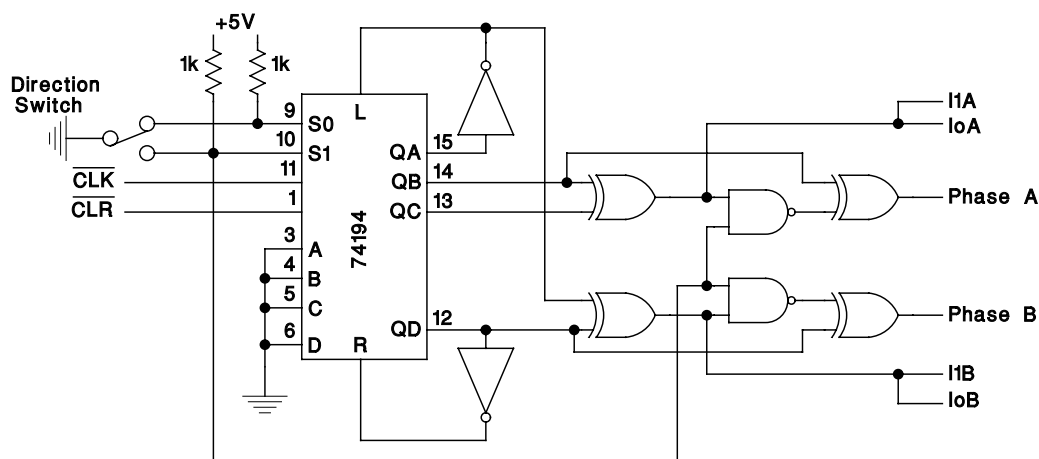 +5V
1k
1k
Direction
Switch
9
S0
10
S1
11
CLK
1
CLR
3
A
4
B
5
C
6
D
L
R
74194
QA
15
QB
14
QC
13
QD
12
I1A
IoA
Phase A
Phase B
I1B
IoB